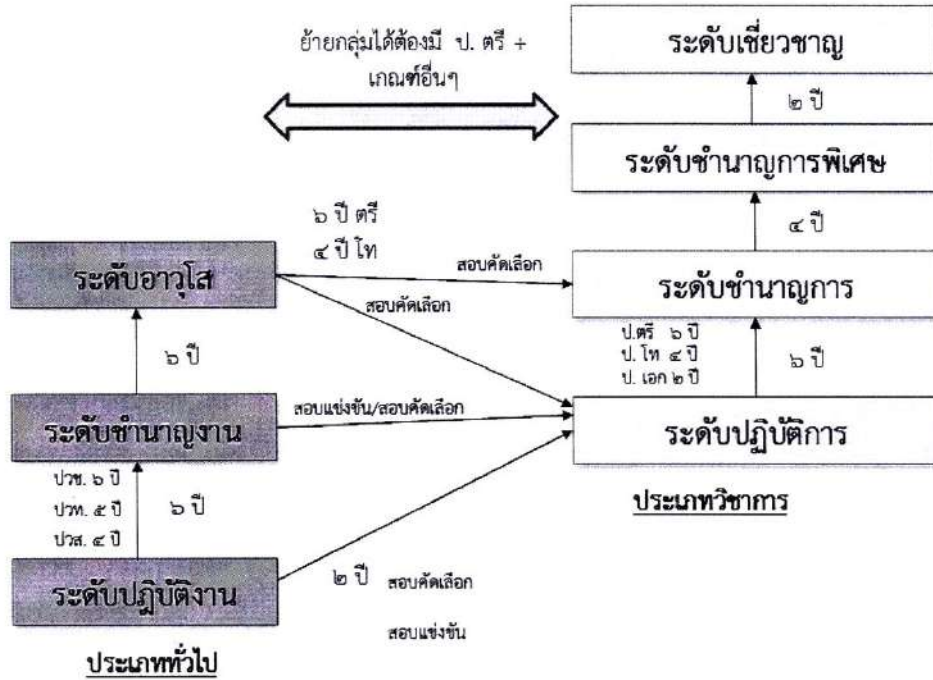 ย้ายกลุ่มได้ต้องมี ป. ตรี +
เกณฑ์อื่นๆ
ระดับเชี่ยวชาญ
๒ ปี
ระดับชำนาญการพิเศษ
๔ ปี
๖ ปี ตรี
๔ ปี โท
ระดับอาวุโส
สอบคัดเลือก
สอบคัดเลือก
ระดับชำนาญการ
๖ ปี
ป.ตรี ๖ ปี
ป. โท ๔ ปี
ป. เอก ๒ ปี
๖ ปี
ระดับชำนาญงาน
สอบแข่งขัน/สอบคัดเลือก
ระดับปฏิบัติการ
ประเภทวิชาการ
ปวช. ๖ ปี
ปวท. ๕ ปี
ปวส. ๔ ปี
๖ ปี
ระดับปฏิบัติงาน
๒ ปี
สอบคัดเลือก
สอบแข่งขัน
ประเภททั่วไป